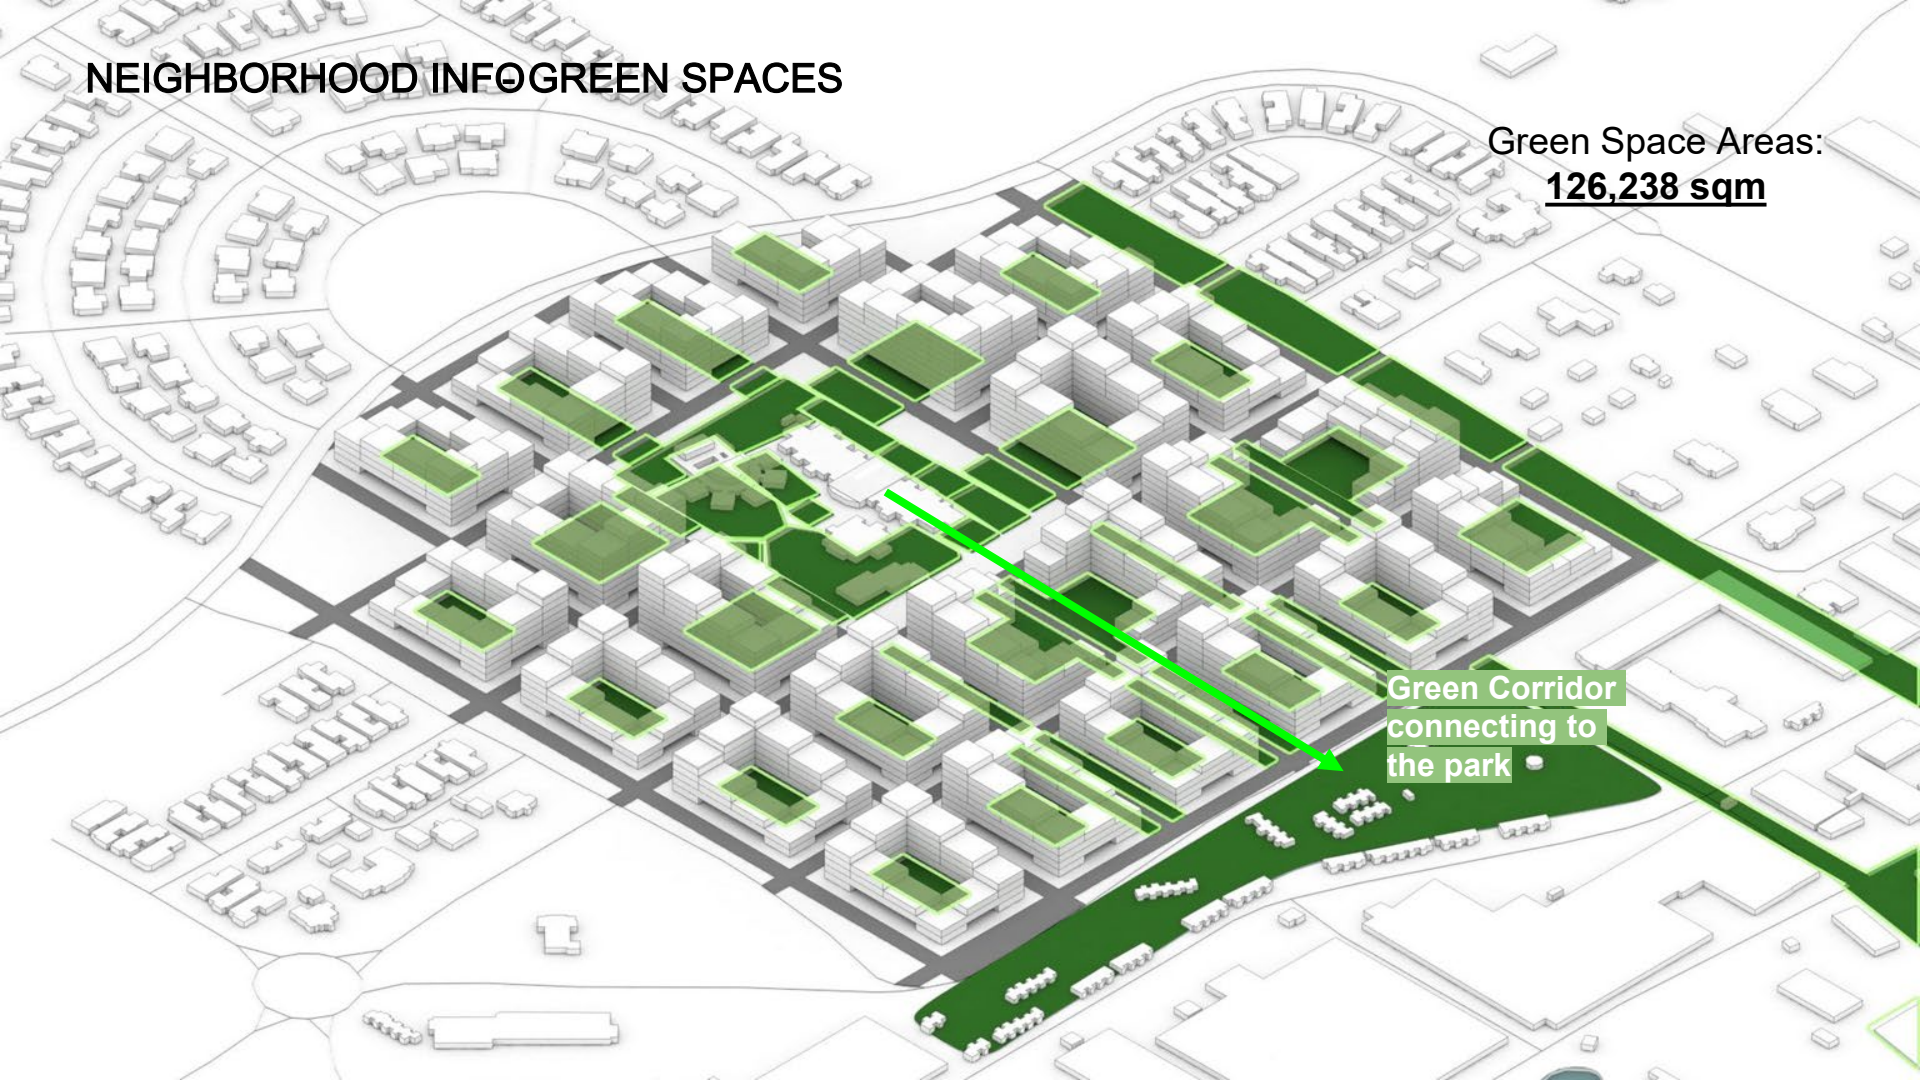 NEIGHBORHOOD INFO-GREEN SPACES
Green Space Areas:
126,238 sqm
Green Corridor
connecting to
the park